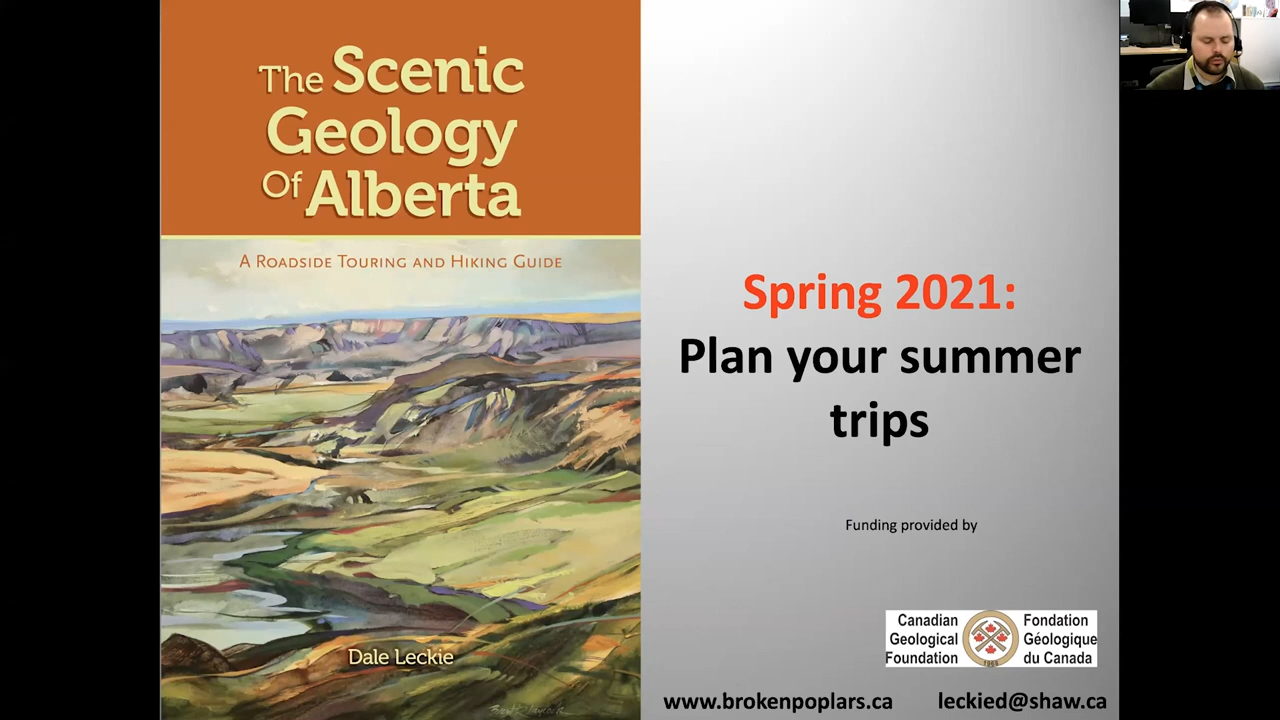 The Scenic
Geology
Of Alberta
A Roadside Touring and Hiking Guide
Dale Leckie
Spring 2021:
Plan your summer
trips
Funding provided by
Canadian
Geological
Foundation
1968
Fondation
Géologique
du Canada
www.brokenpoplars.ca
leckied@shaw.ca